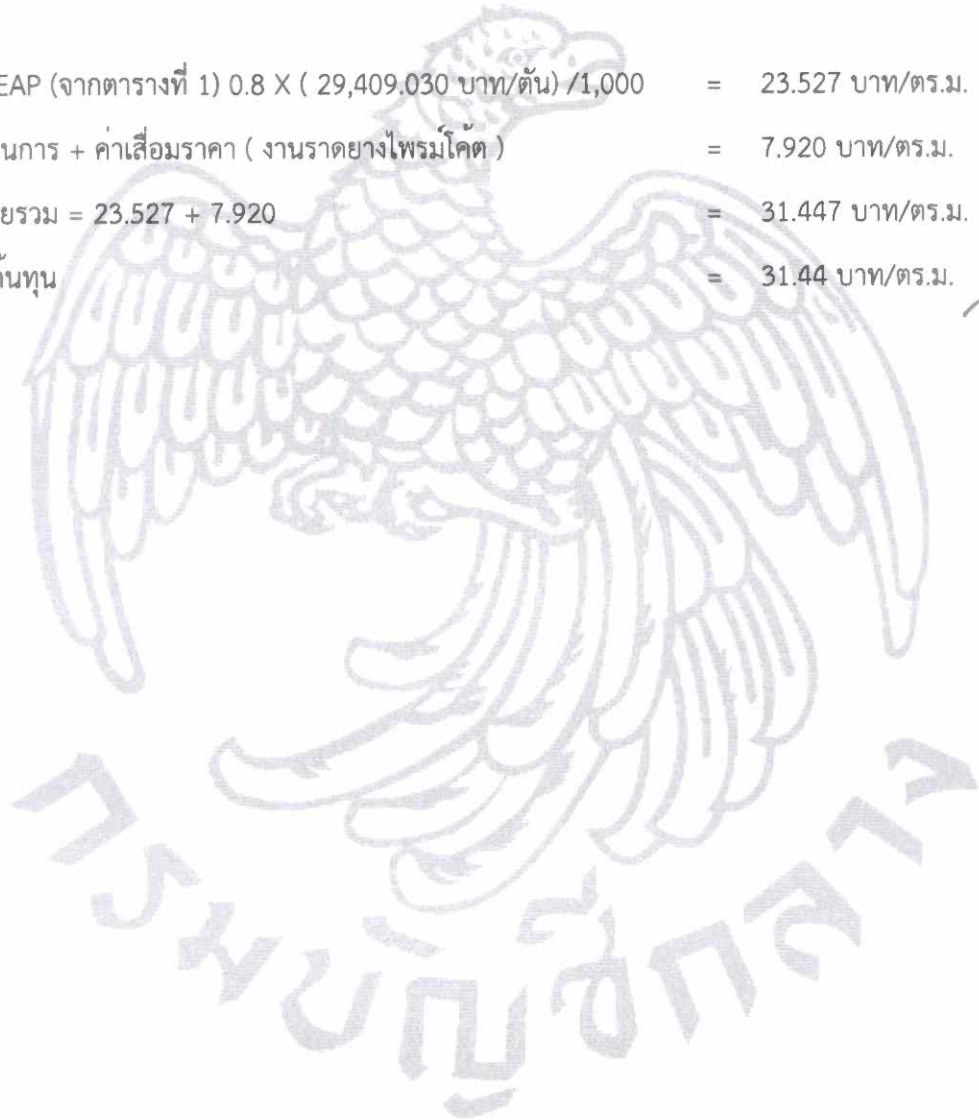 EAP (จากตารางที่ 1) 0.8 X ( 29,409.030 บาท/ตัน) /1,000 = 23.527 บาท/ตร.ม.
นการ + ค่าเสื่อมราคา ( งานราดยางไพรม์โค้ต ) = 7.920 บาท/ตร.ม.
ยรวม = 23.527 + 7.920 = 31.447 บาท/ตร.ม.
้นทุน = 31.44 บาท/ตร.ม.
กรมบัญชีกลาง